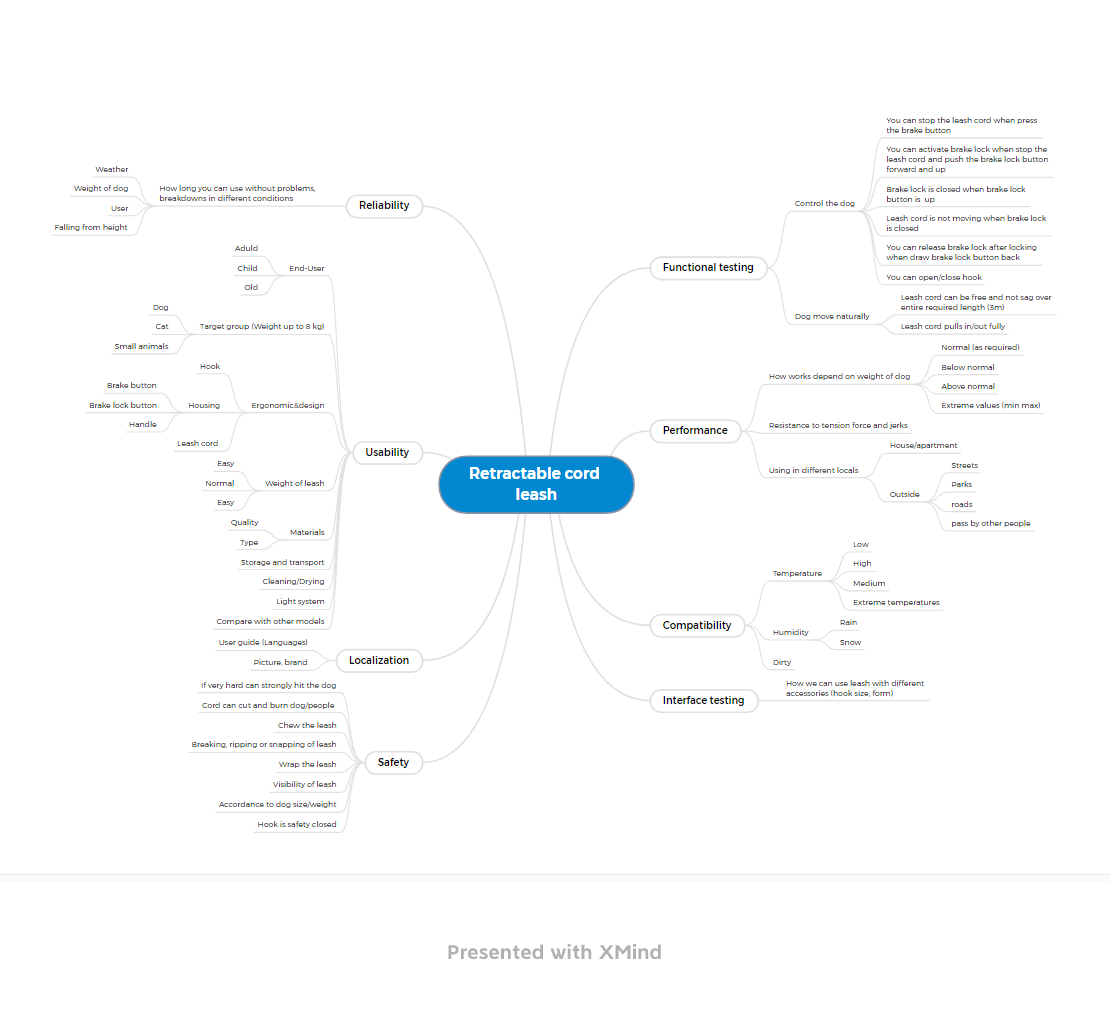 Retractable cord
leash
Functional testing
Control the dog
You can stop the leash cord when press
the brake button
You can activate brake lock when stop the
leash cord and push the brake lock button
forward and up
Brake lock is closed when brake lock
button is  up
Leash cord is not moving when brake lock
is closed
You can release brake lock after locking
when draw brake lock button back
You can open/close hook
Dog move naturally
Leash cord can be free and not sag over
entire required length (3m)
Leash cord pulls in/out fully
Performance
How works depend on weight of dog
Normal (as required)
Below normal
Above normal
Extreme values (min max)
Resistance to tension force and jerks
Using in different locals
House/apartment
Outside
Streets
Parks
roads
pass by other people
Compatibility
Temperature
Low
High
Medium
Extreme temperatures
Humidity
Rain
Snow
Dirty
Interface testing
How we can use leash with different
accessories (hook size, form)
Reliability
How long you can use without problems,
breakdowns in different conditions
Weather
Weight of dog
User
Falling from height
Usability
End-User
Aduld
Child
Old
Target group (Weight up to 8 kg)
Dog
Cat
Small animals
Ergonomic&design
Hook
Housing
Brake button
Brake lock button
Handle
Leash cord
Weight of leash
Easy
Normal
Easy
Materials
Quality
Type
Storage and transport
Cleaning/Drying
Light system
Compare with other models
Localization
User guide (Languages)
Picture, brand
Safety
If very hard can strongly hit the dog
Cord can cut and burn dog/people
Chew the leash
Breaking, ripping or snapping of leash
Wrap the leash
Visibility of leash
Accordance to dog size/weight
Hook is safety closed
Presented with XMind